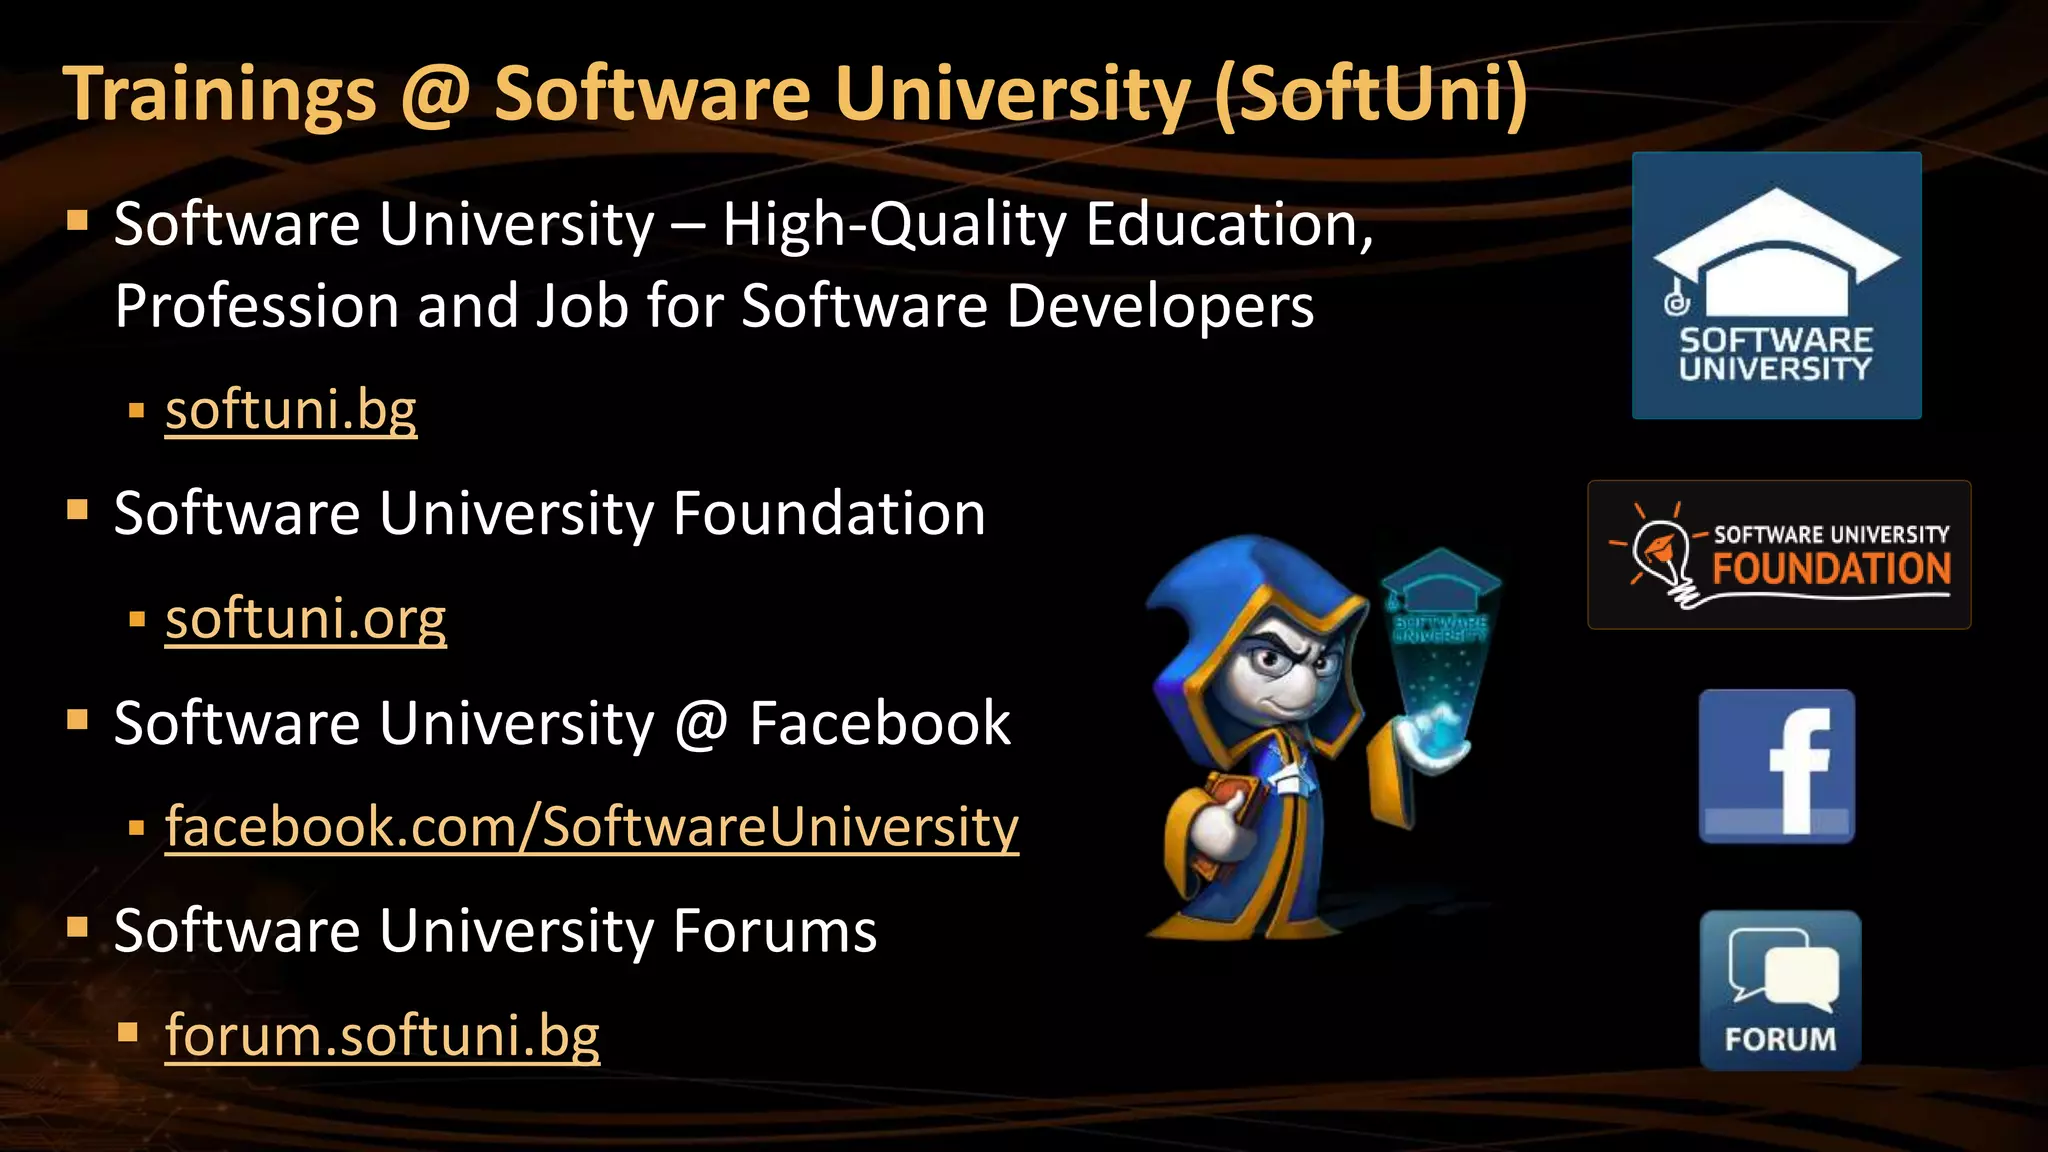 Trainings @ Software University (SoftUni)
Software University – High-Quality Education,
Profession and Job for Software Developers
softuni.bg
Software University Foundation
softuni.org
Software University @ Facebook
facebook.com/SoftwareUniversity
Software University Forums
forum.softuni.bg
SOFTWARE
UNIVERSITY
SOFTWARE UNIVERSITY
FOUNDATION
SOFTWARE
UNIVERSITY
f
FORUM